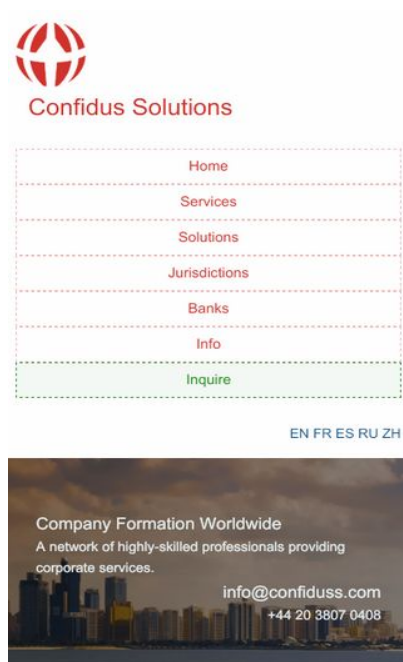 Confidus Solutions
Home
Services
Solutions
Jurisdictions
Banks
Info
Inquire
EN FR ES RU ZH
Company Formation Worldwide
A network of highly-skilled professionals providing
corporate services.
info@confiduss.com
+44 20 3807 0408